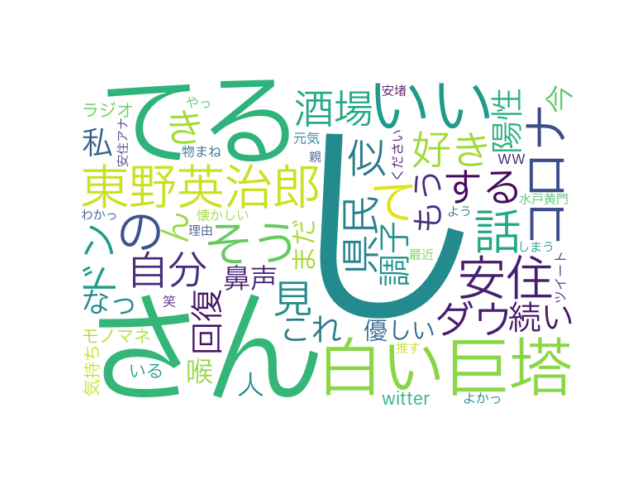 てる
さん
し
いい
東野英治郎
白い巨塔
安住
コロナ
酒場
陽性
今
ラジオ
やっ
安堵
き
私
安住アナ
物まね
元気
親
ください
似
好き
ww
て
もう
する
水戸黄門
県民
わかっ
の
ん
懐かしい
理由
そう
まだ
調子
よう
話
しまう
ドン
自分
鼻声
見
最近
ツイート
なっ
笑
回復
これ
優しい
ダウ
続い
モノマネ
気持ち
いる
喉
人
推す
witter
よかっ